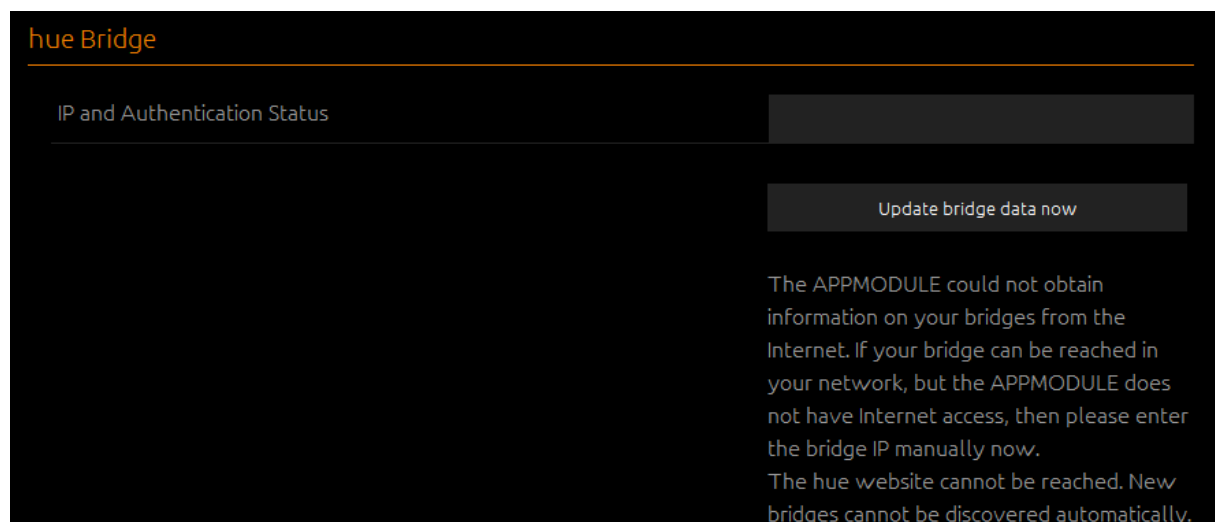 hue Bridge
IP and Authentication Status
Update bridge data now
The APPMODULE could not obtain
information on your bridges from the
Internet. If your bridge can be reached in
your network, but the APPMODULE does
not have Internet access, then please enter
the bridge IP manually now.
The hue website cannot be reached. New
bridges cannot be discovered automatically.